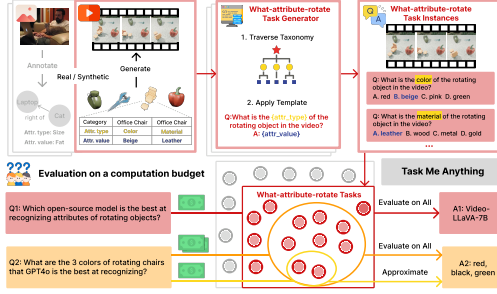 Annotate
Laptop
right of
Cat
Attr. type: Size
Attr. value: Fat
Real / Synthetic
Generate
Category Office Chair Office Chair
Attr. type Color Material
Attr. value Beige Leather
What-attribute-rotate
Task Generator
1. Traverse Taxonomy
2. Apply Template
Q:What is the {attr_type} of
the rotating object in the video?
A: {attr_value}
What-attribute-rotate
Task Instances
Q: What is the color of the rotating
object in the video?
A. red B. beige C. pink D. green
Q: What is the material of the rotating
object in the video?
A. leather B. wood C. metal D. gold
...
Evaluation on a computation budget
Task Me Anything
What-attribute-rotate Tasks
Q1: Which open-source model is the best at
recognizing attributes of rotating objects?
Evaluate on All
A1: Video-
LLaVA-7B
Q2: What are the 3 colors of rotating chairs
that GPT4o is the best at recognizing?
Evaluate on All
Approximate
A2: red,
black, green